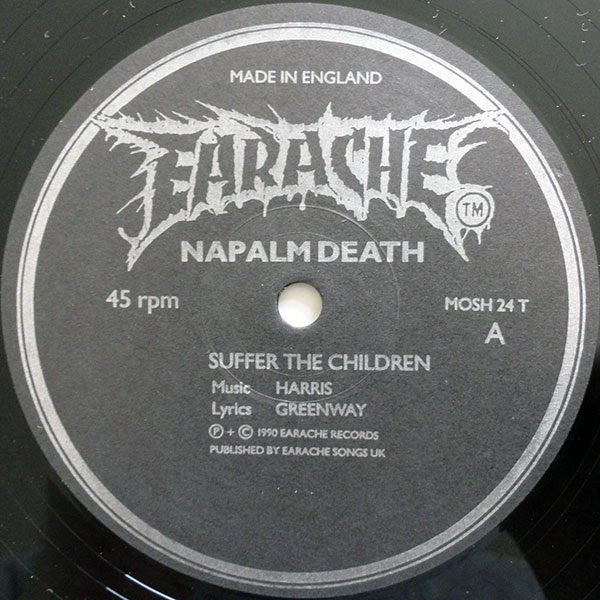 MADE IN ENGLAND
EARACHE TM
NAPALM DEATH
45 rpm
MOSH 24 T
A
SUFFER THE CHILDREN
Music HARRIS
Lyrics GREENWAY
Ⓟ + © 1990 EARACHE RECORDS
PUBLISHED BY EARACHE SONGS UK